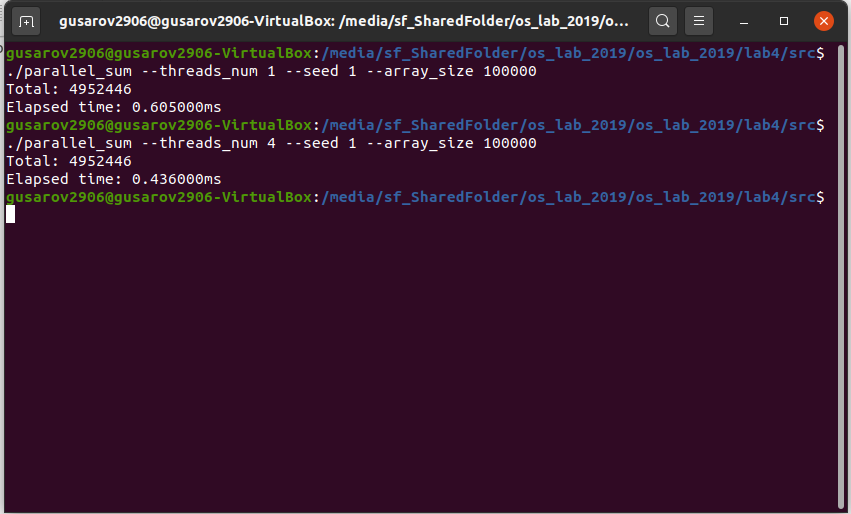 gusarov2906@gusarov2906-VirtualBox: /media/sf_SharedFolder/os_lab_2019/o...
gusarov2906@gusarov2906-VirtualBox:/media/sf_SharedFolder/os_lab_2019/os_lab_2019/lab4/src$
./parallel_sum --threads_num 1 --seed 1 --array_size 100000
Total: 4952446
Elapsed time: 0.605000ms
gusarov2906@gusarov2906-VirtualBox:/media/sf_SharedFolder/os_lab_2019/os_lab_2019/lab4/src$
./parallel_sum --threads_num 4 --seed 1 --array_size 100000
Total: 4952446
Elapsed time: 0.436000ms
gusarov2906@gusarov2906-VirtualBox:/media/sf_SharedFolder/os_lab_2019/os_lab_2019/lab4/src$